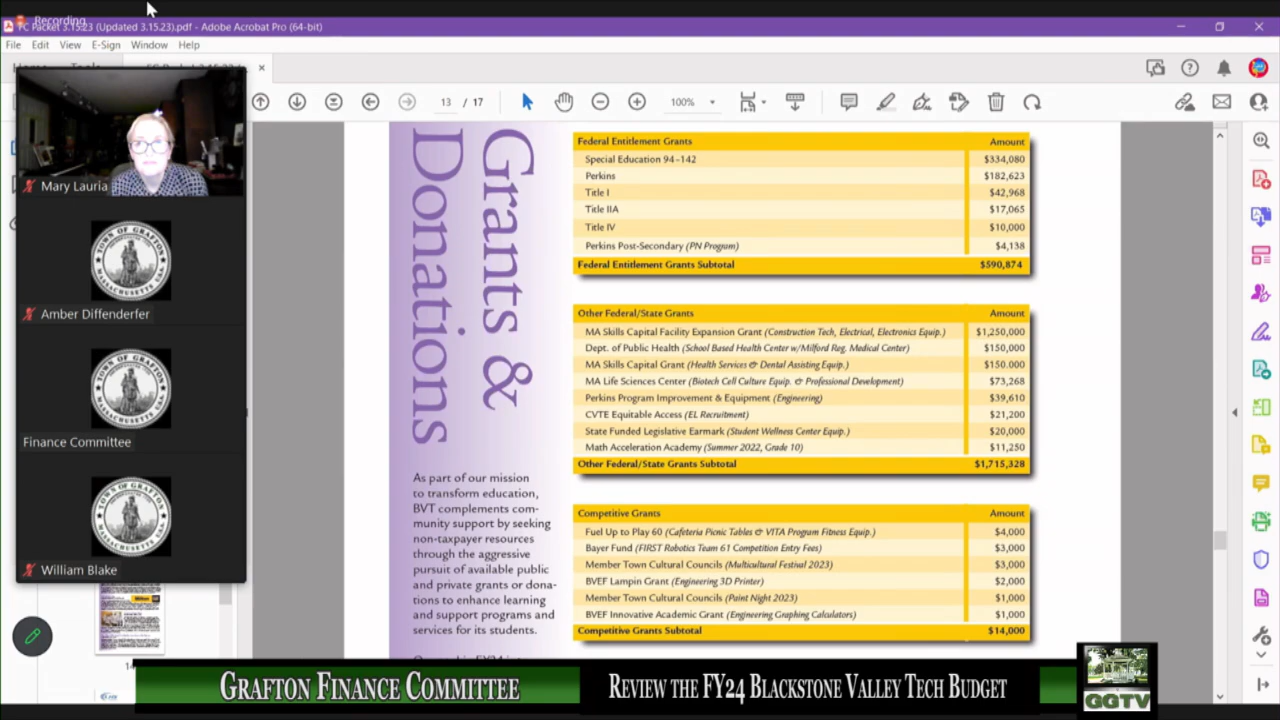 Recording
FC Packet 3.15.23 (Updated 3.15.23).pdf - Adobe Acrobat Pro (64-bit)
File Edit View E-Sign Window Help
13 / 17 100%
Mary Lauria
Amber Diffenderfer
Finance Committee
William Blake
Grants &
Donations
As part of our mission
to transform education,
BVT complements com-
munity support by seeking
non-taxpayer resources
through the aggressive
pursuit of available public
and private grants or dona-
tions to enhance learning
and support programs and
services for its students.
Federal Entitlement Grants Amount
Special Education 94–142 $334,080
Perkins $182,623
Title I $42,968
Title IIA $17,065
Title IV $10,000
Perkins Post-Secondary (PN Program) $4,138
Federal Entitlement Grants Subtotal $590,874
Other Federal/State Grants Amount
MA Skills Capital Facility Expansion Grant (Construction Tech, Electrical, Electronics Equip.) $1,250,000
Dept. of Public Health (School Based Health Center w/Milford Reg. Medical Center) $150,000
MA Skills Capital Grant (Health Services & Dental Assisting Equip.) $150.000
MA Life Sciences Center (Biotech Cell Culture Equip. & Professional Development) $73,268
Perkins Program Improvement & Equipment (Engineering) $39,610
CVTE Equitable Access (EL Recruitment) $21,200
State Funded Legislative Earmark (Student Wellness Center Equip.) $20,000
Math Acceleration Academy (Summer 2022, Grade 10) $11,250
Other Federal/State Grants Subtotal $1,715,328
Competitive Grants Amount
Fuel Up to Play 60 (Cafeteria Picnic Tables & VITA Program Fitness Equip.) $4,000
Bayer Fund (FIRST Robotics Team 61 Competition Entry Fees) $3,000
Member Town Cultural Councils (Multicultural Festival 2023) $3,000
BVEF Lampin Grant (Engineering 3D Printer) $2,000
Member Town Cultural Councils (Paint Night 2023) $1,000
BVEF Innovative Academic Grant (Engineering Graphing Calculators) $1,000
Competitive Grants Subtotal $14,000
GRAFTON FINANCE COMMITTEE
REVIEW THE FY24 BLACKSTONE VALLEY TECH BUDGET
GGTV